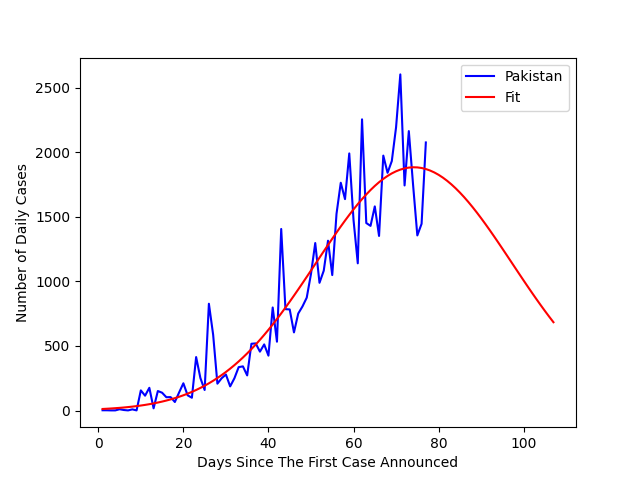 Pakistan
Fit
2500
2000
1500
1000
500
0
Number of Daily Cases
0 20 40 60 80 100
Days Since The First Case Announced